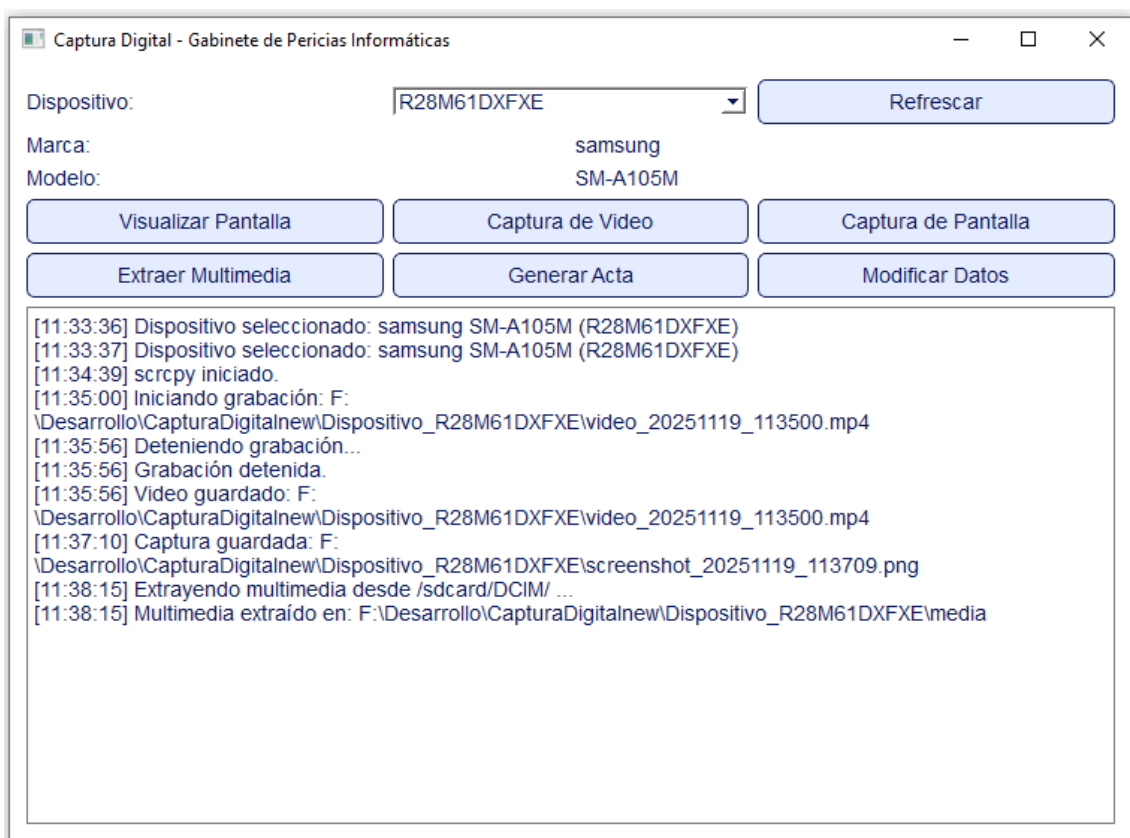 Captura Digital - Gabinete de Pericias Informáticas
Dispositivo: R28M61DXFXE Refrescar
Marca: samsung
Modelo: SM-A105M
Visualizar Pantalla Captura de Video Captura de Pantalla
Extraer Multimedia Generar Acta Modificar Datos
[11:33:36] Dispositivo seleccionado: samsung SM-A105M (R28M61DXFXE)
[11:33:37] Dispositivo seleccionado: samsung SM-A105M (R28M61DXFXE)
[11:34:39] scrcpy iniciado.
[11:35:00] Iniciando grabación: F:
\Desarrollo\CapturaDigitalnew\Dispositivo_R28M61DXFXE\video_20251119_113500.mp4
[11:35:56] Deteniendo grabación...
[11:35:56] Grabación detenida.
[11:35:56] Video guardado: F:
\Desarrollo\CapturaDigitalnew\Dispositivo_R28M61DXFXE\video_20251119_113500.mp4
[11:37:10] Captura guardada: F:
\Desarrollo\CapturaDigitalnew\Dispositivo_R28M61DXFXE\screenshot_20251119_113709.png
[11:38:15] Extrayendo multimedia desde /sdcard/DCIM/ ...
[11:38:15] Multimedia extraído en: F:\Desarrollo\CapturaDigitalnew\Dispositivo_R28M61DXFXE\media